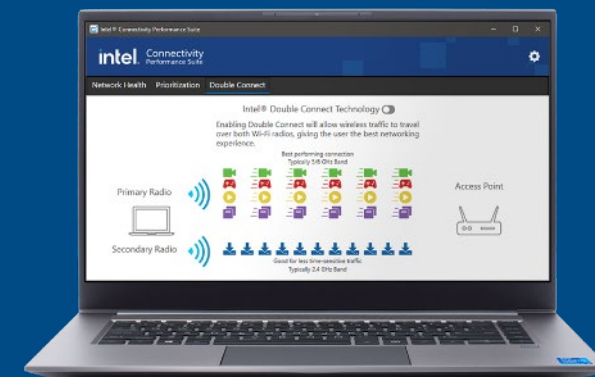 Intel® Connectivity Performance Suite
intel. Connectivity
Performance Suite
Network Health Prioritization Double Connect
Intel® Double Connect Technology
Enabling Double Connect will allow wireless traffic to travel
over both Wi-Fi radios, giving the user the best networking
experience.
Best performing connection
Typically 5/6 GHz Band
Primary Radio
Access Point
Secondary Radio
Good for less time-sensitive traffic
Typically 2.4 GHz Band